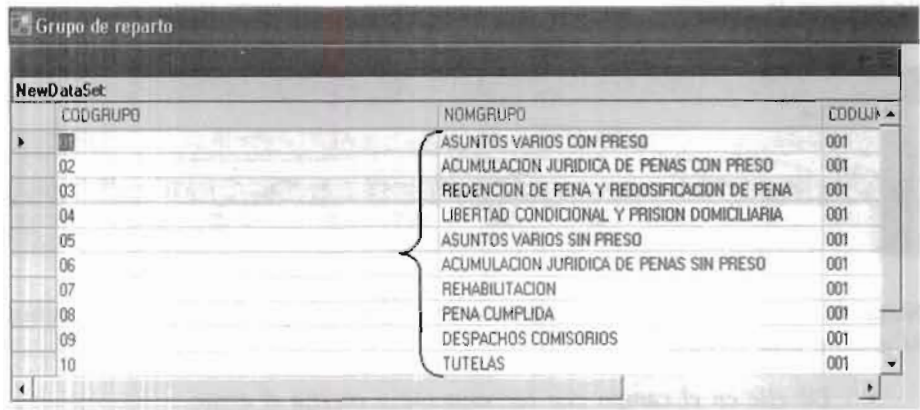 Grupo de reparto
NewDataSet
CODGRUPO NOMGRUPO CODUJN
01 ASUNTOS VARIOS CON PRESO 001
02 ACUMULACION JURIDICA DE PENAS CON PRESO 001
03 REDENCION DE PENA Y REDOSIFICACION DE PENA 001
04 LIBERTAD CONDICIONAL Y PRISION DOMICILIARIA 001
05 ASUNTOS VARIOS SIN PRESO 001
06 ACUMULACION JURIDICA DE PENAS SIN PRESO 001
07 REHABILITACION 001
08 PENA CUMPLIDA 001
09 DESPACHOS COMISORIOS 001
10 TUTELAS 001